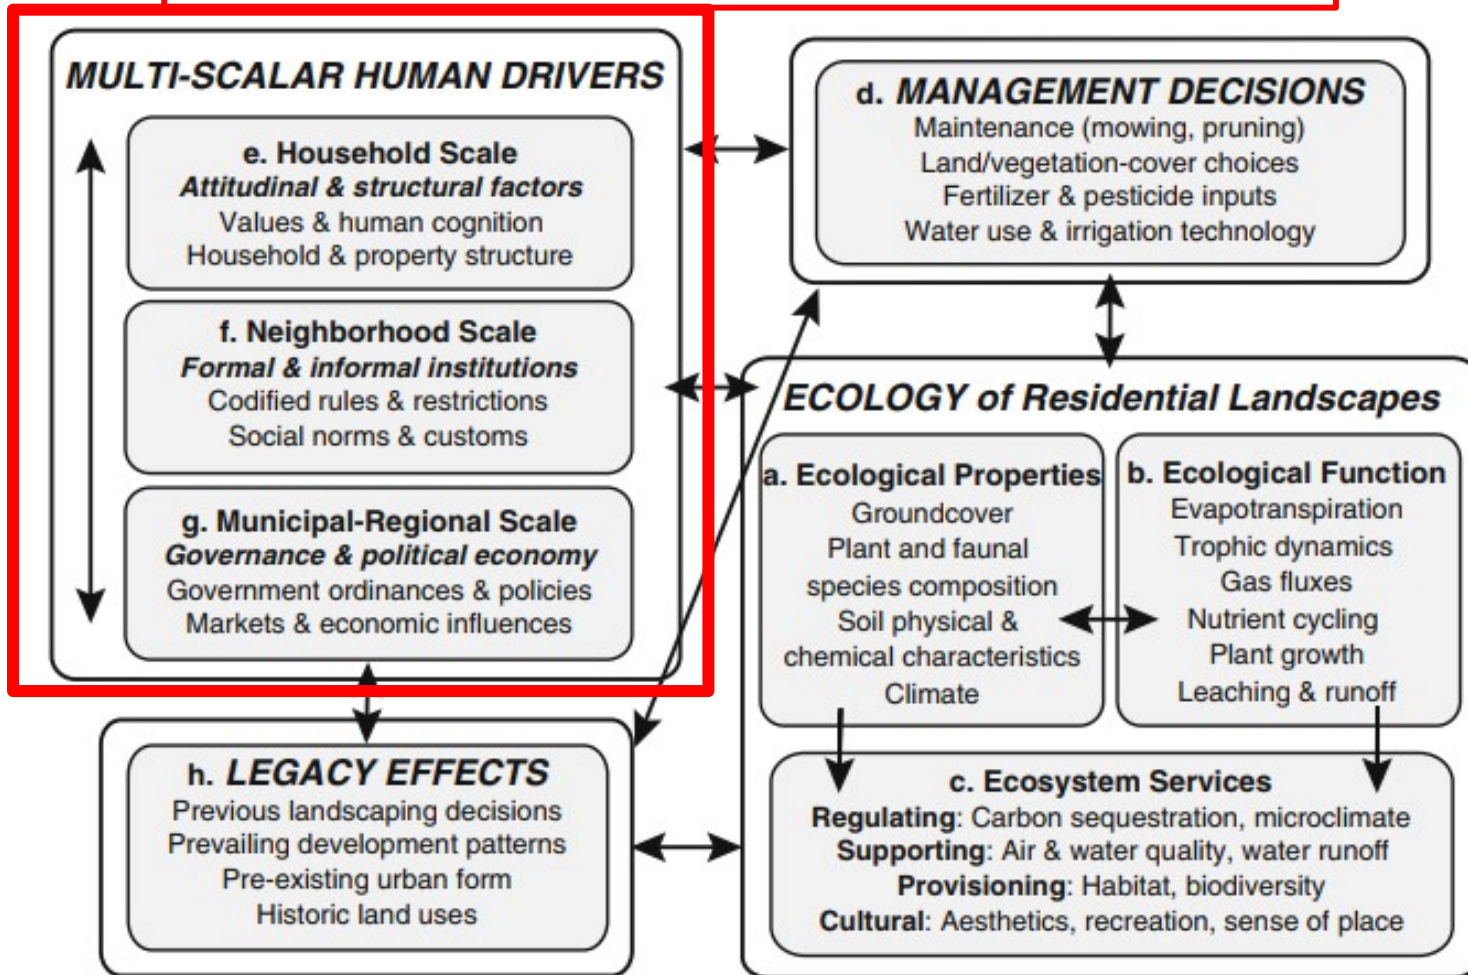 MULTI-SCALAR HUMAN DRIVERS
e. Household Scale
Attitudinal & structural factors
Values & human cognition
Household & property structure
f. Neighborhood Scale
Formal & informal institutions
Codified rules & restrictions
Social norms & customs
g. Municipal-Regional Scale
Governance & political economy
Government ordinances & policies
Markets & economic influences
d. MANAGEMENT DECISIONS
Maintenance (mowing, pruning)
Land/vegetation-cover choices
Fertilizer & pesticide inputs
Water use & irrigation technology
ECOLOGY of Residential Landscapes
a. Ecological Properties
Groundcover
Plant and faunal
species composition
Soil physical &
chemical characteristics
Climate
b. Ecological Function
Evapotranspiration
Trophic dynamics
Gas fluxes
Nutrient cycling
Plant growth
Leaching & runoff
h. LEGACY EFFECTS
Previous landscaping decisions
Prevailing development patterns
Pre-existing urban form
Historic land uses
c. Ecosystem Services
Regulating: Carbon sequestration, microclimate
Supporting: Air & water quality, water runoff
Provisioning: Habitat, biodiversity
Cultural: Aesthetics, recreation, sense of place